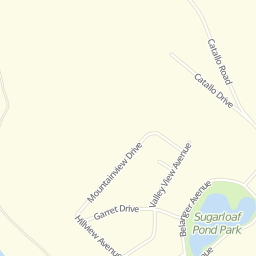 Catallo Road
Catallo Drive
Mountainview Drive
Valley View Avenue
Belanger Avenue
Garret Drive
Hillview Avenue
Sugarloaf
Pond Park